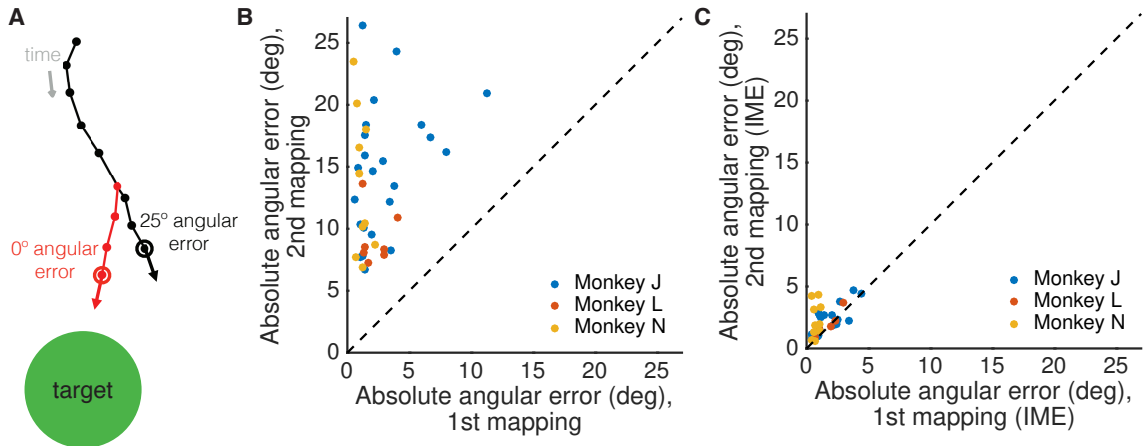 A
time
25° angular
error
0° angular
error
target
B
Absolute angular error (deg),
2nd mapping
25
20
15
10
5
0
Monkey J
Monkey L
Monkey N
0 5 10 15 20 25
Absolute angular error (deg),
1st mapping
C
Absolute angular error (deg),
2nd mapping (IME)
25
20
15
10
5
0
Monkey J
Monkey L
Monkey N
0 5 10 15 20 25
Absolute angular error (deg),
1st mapping (IME)